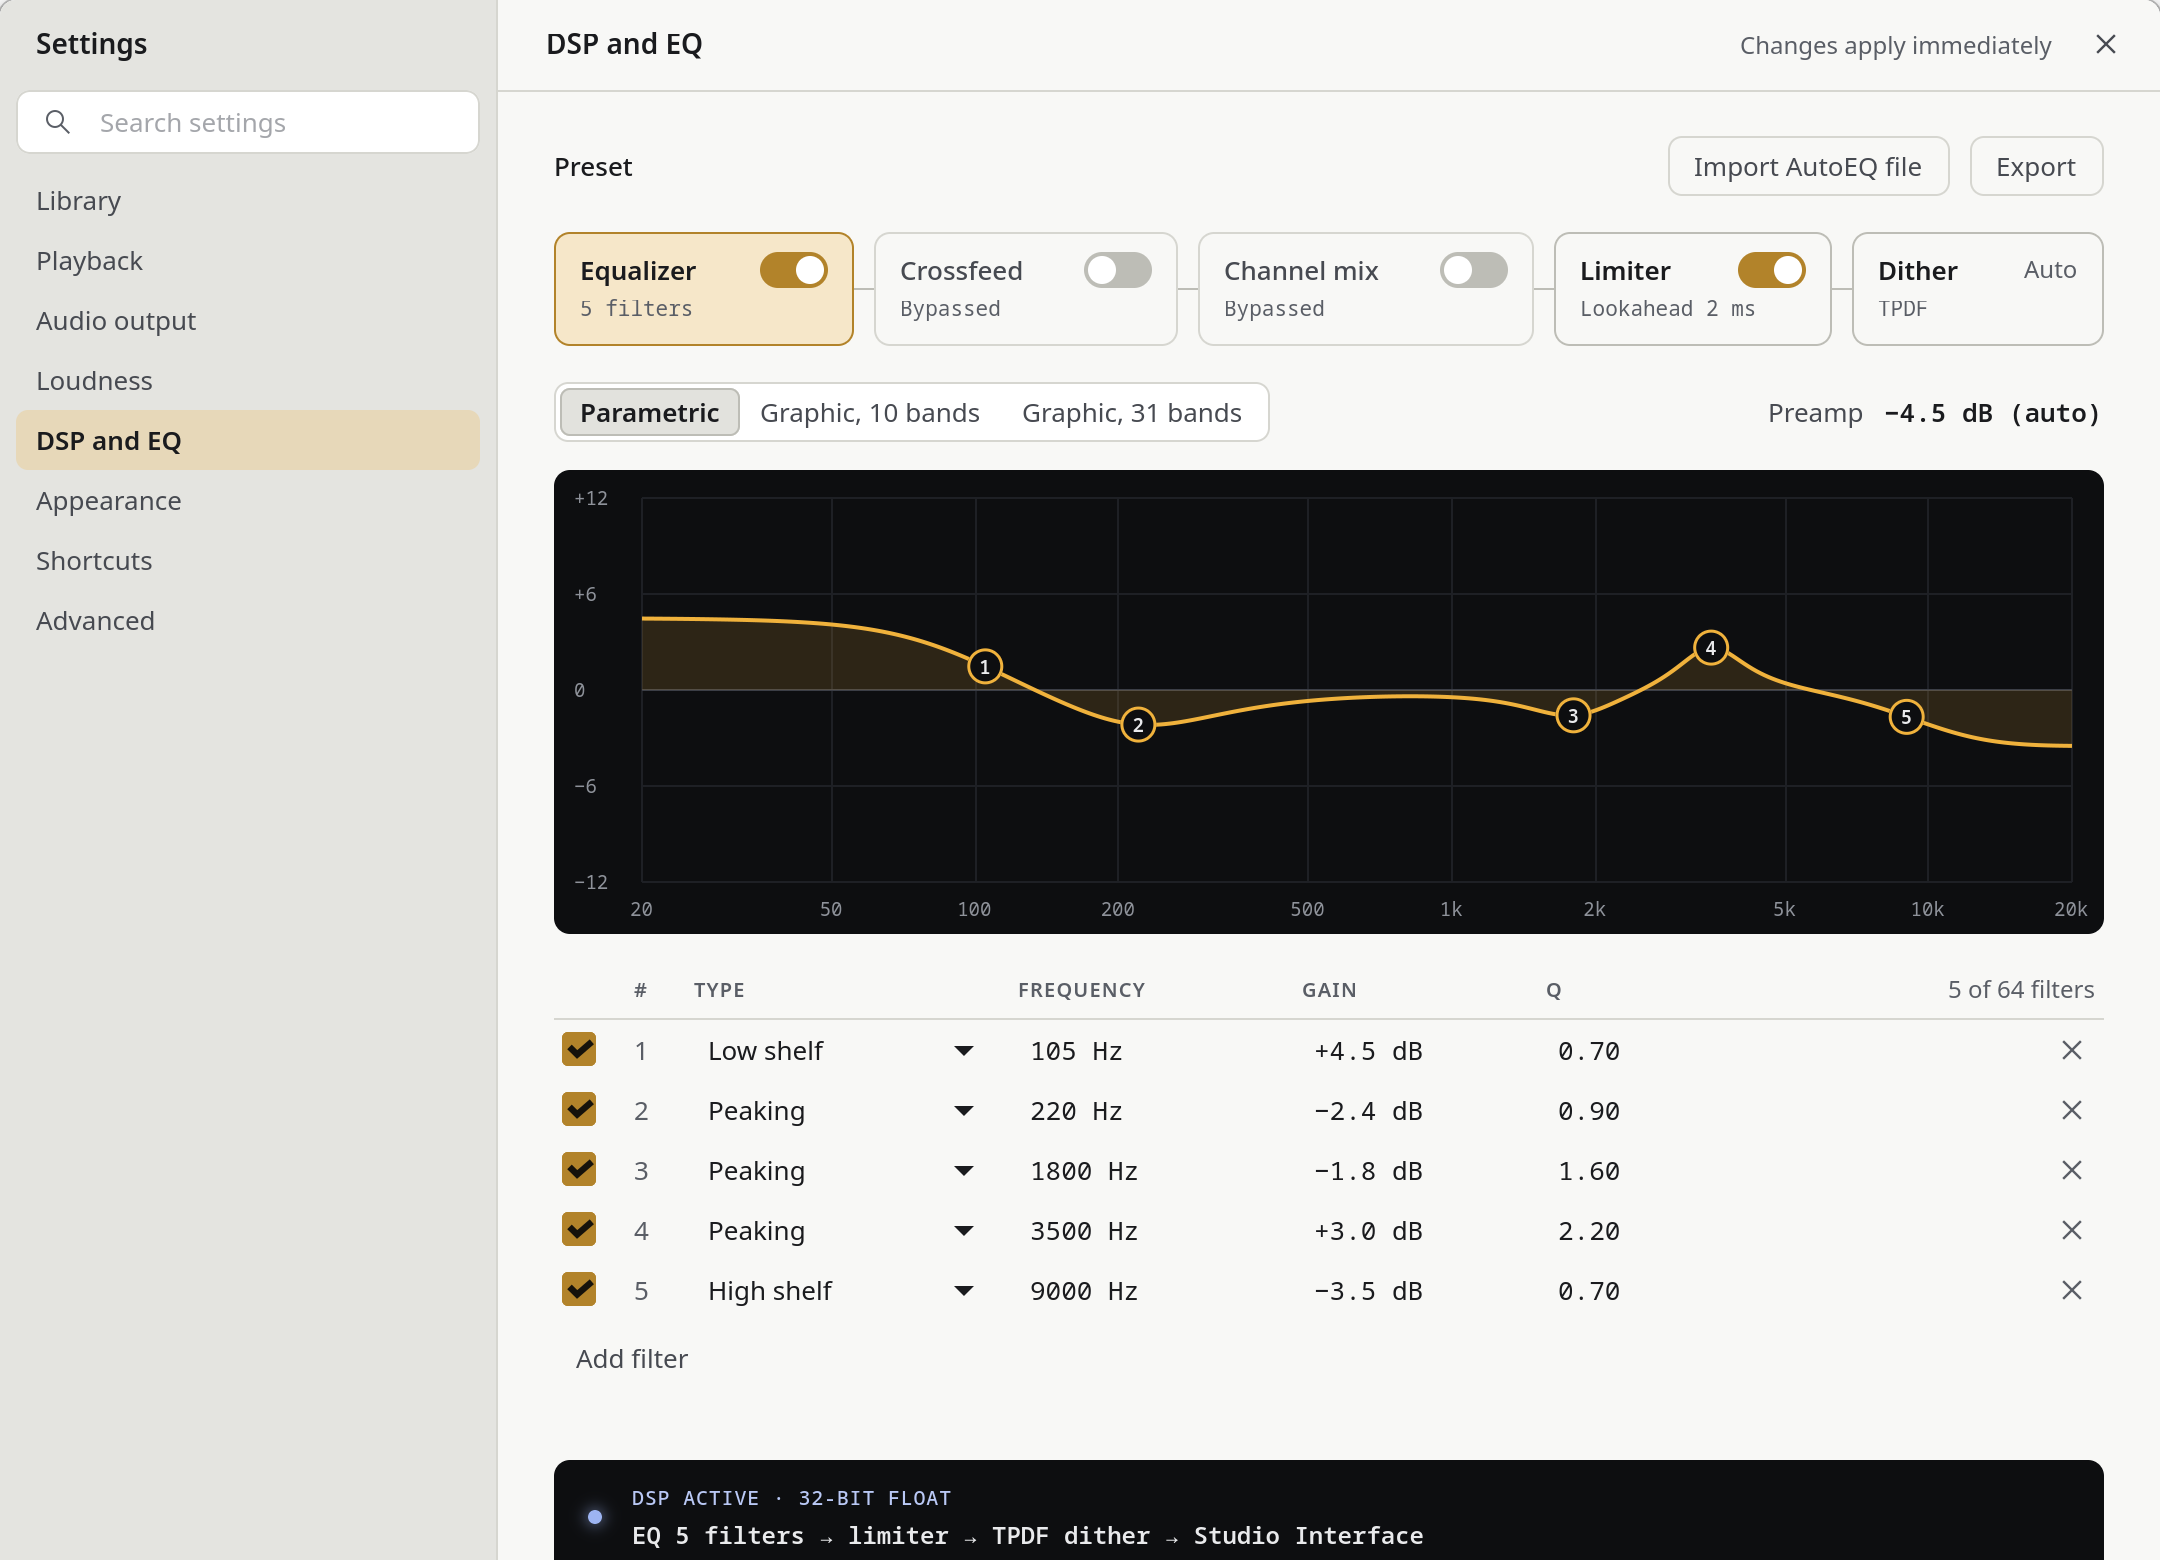 Settings
Search settings
Library
Playback
Audio output
Loudness
DSP and EQ
Appearance
Shortcuts
Advanced
DSP and EQ
Changes apply immediately
Preset
Import AutoEQ file
Export
Equalizer
5 filters
Crossfeed
Bypassed
Channel mix
Bypassed
Limiter
Lookahead 2 ms
Dither
Auto
TPDF
Parametric
Graphic, 10 bands
Graphic, 31 bands
Preamp −4.5 dB (auto)
+12
+6
0
−6
−12
1
2
3
4
5
20 50 100 200 500 1k 2k 5k 10k 20k
# TYPE FREQUENCY GAIN Q 5 of 64 filters
1 Low shelf 105 Hz +4.5 dB 0.70
2 Peaking 220 Hz −2.4 dB 0.90
3 Peaking 1800 Hz −1.8 dB 1.60
4 Peaking 3500 Hz +3.0 dB 2.20
5 High shelf 9000 Hz −3.5 dB 0.70
Add filter
DSP ACTIVE · 32-BIT FLOAT
EQ 5 filters → limiter → TPDF dither → Studio Interface